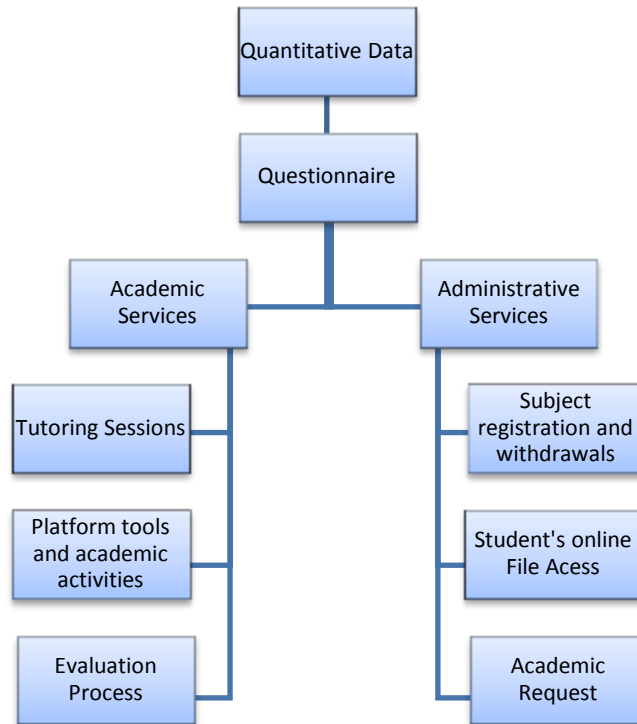 Quantitative Data
Questionnaire
Academic
Services
Administrative
Services
Tutoring Sessions
Subject
registration and
withdrawals
Platform tools
and academic
activities
Student's online
File Acess
Evaluation
Process
Academic
Request